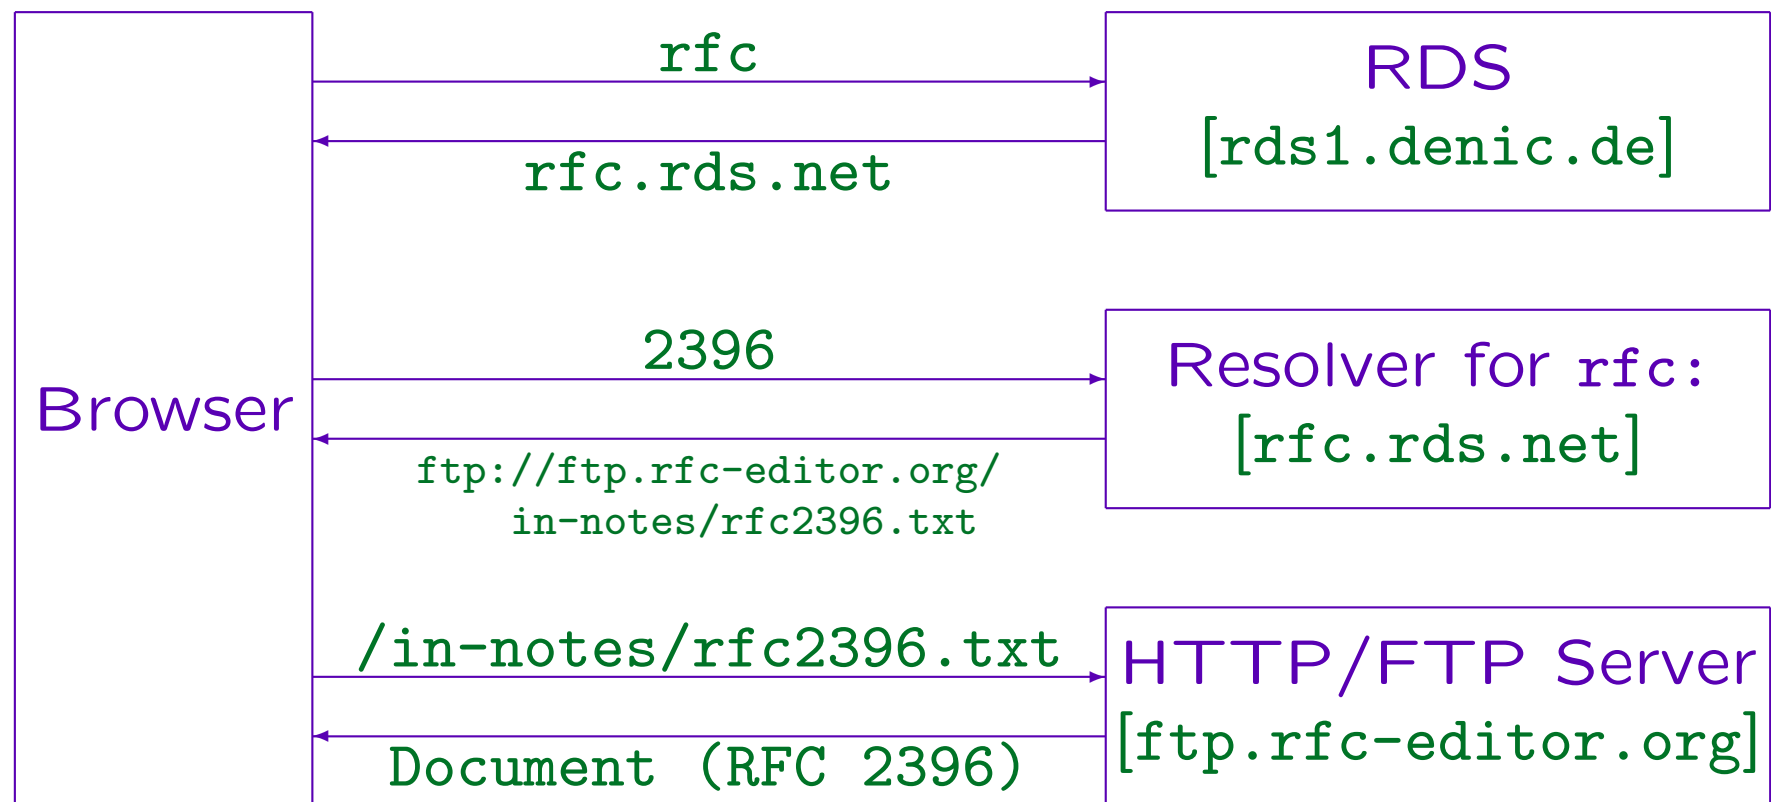 Browser
rfc
RDS
[rds1.denic.de]
rfc.rds.net
2396
Resolver for rfc:
[rfc.rds.net]
ftp://ftp.rfc-editor.org/
in-notes/rfc2396.txt
/in-notes/rfc2396.txt
HTTP/FTP Server
[ftp.rfc-editor.org]
Document (RFC 2396)